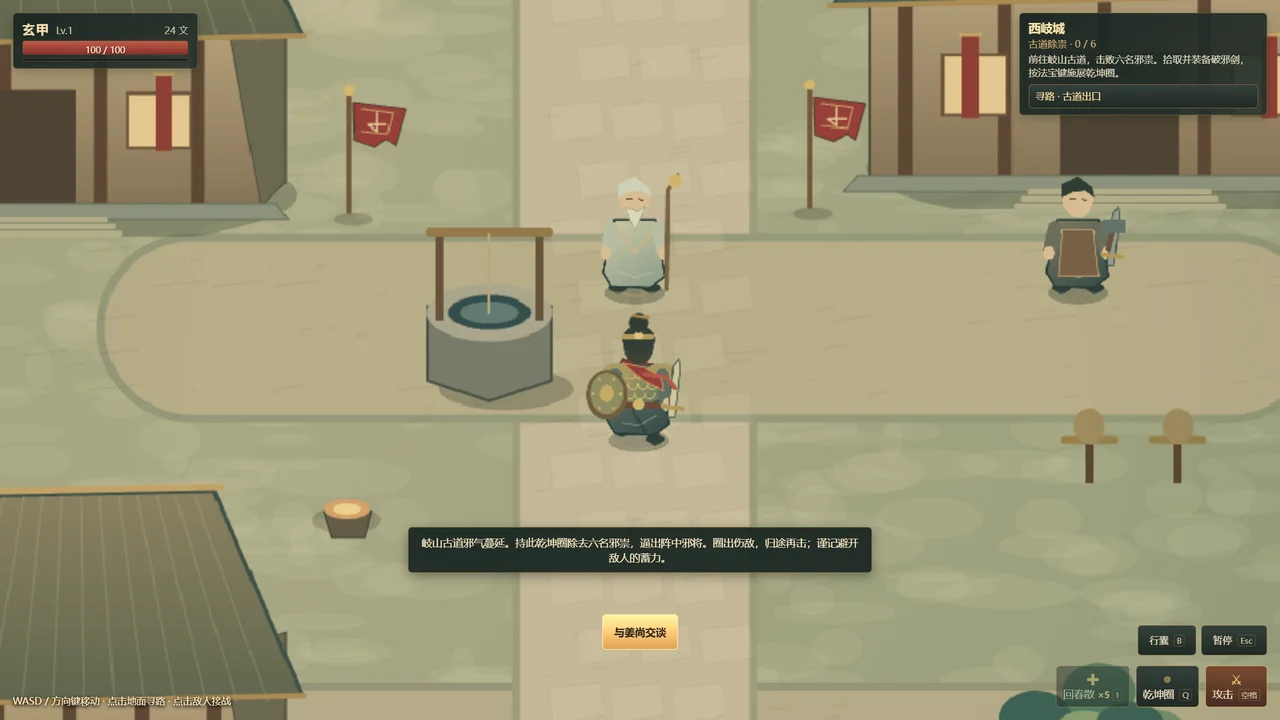 玄甲 Lv.1 24 文
100 / 100
西岐城
古道除祟 · 0 / 6
前往岐山古道，击败六名邪祟。拾取并装备破邪剑，
按法宝键施展乾坤圈。
寻路 · 古道出口
岐山古道邪气蔓延。持此乾坤圈除去六名邪祟，逼出阵中邪将。圈出伤敌，归途再击；谨记避开
敌人的蓄力。
与姜尚交谈
行囊 B
暂停 Esc
回春散 ×5 1
乾坤圈 Q
攻击 空格
WASD / 方向键移动 · 点击地面寻路 · 点击敌人接战